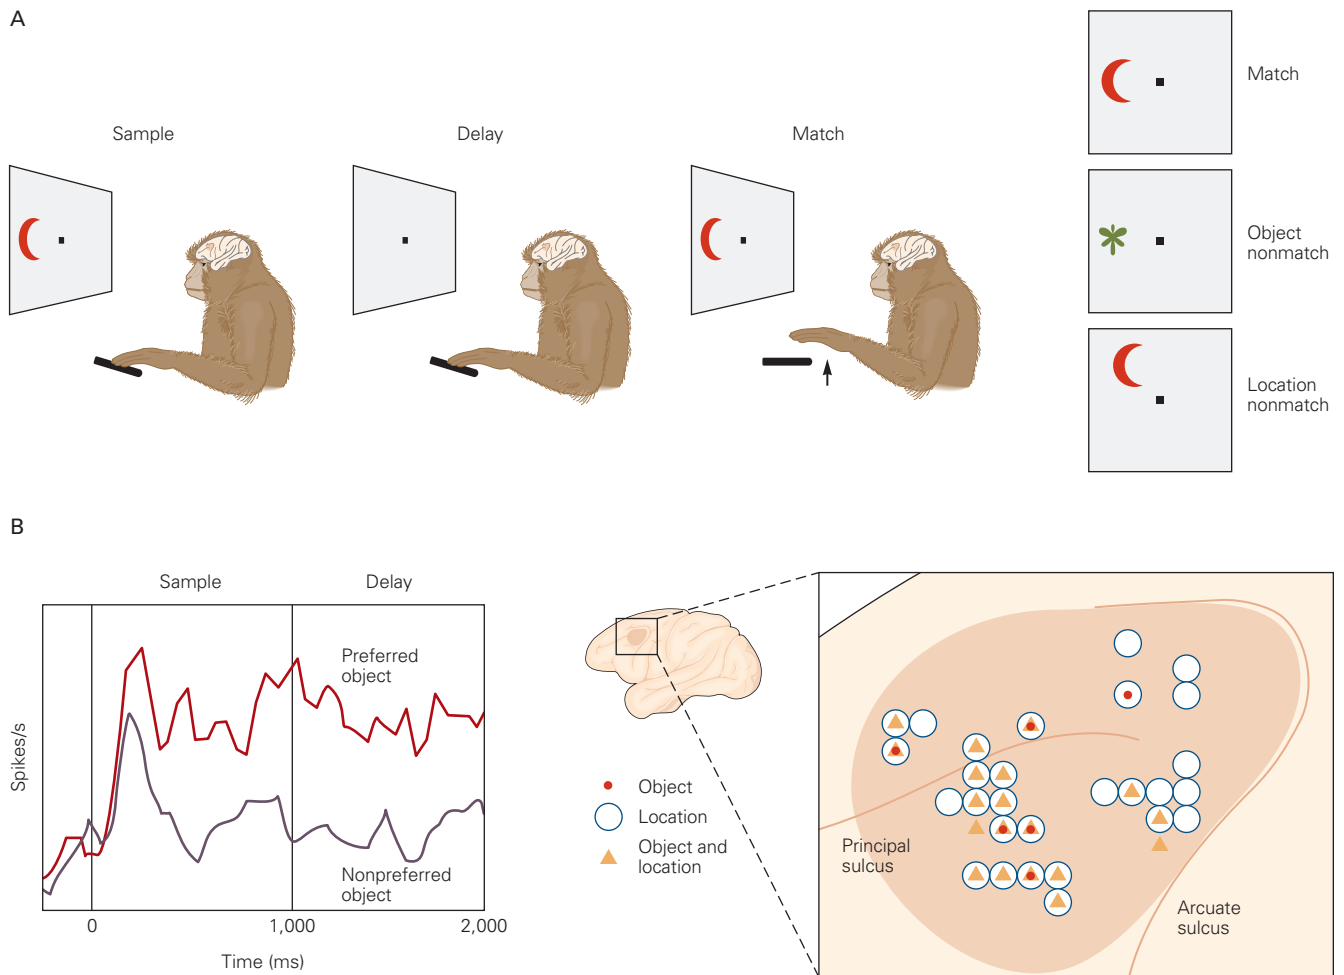 A
Sample
Delay
Match
Match
Object
nonmatch
Location
nonmatch
B
Sample
Delay
Preferred
object
Nonpreferred
object
Spikes/s
0
1,000
2,000
Time (ms)
Object
Location
Object and
location
Principal
sulcus
Arcuate
sulcus